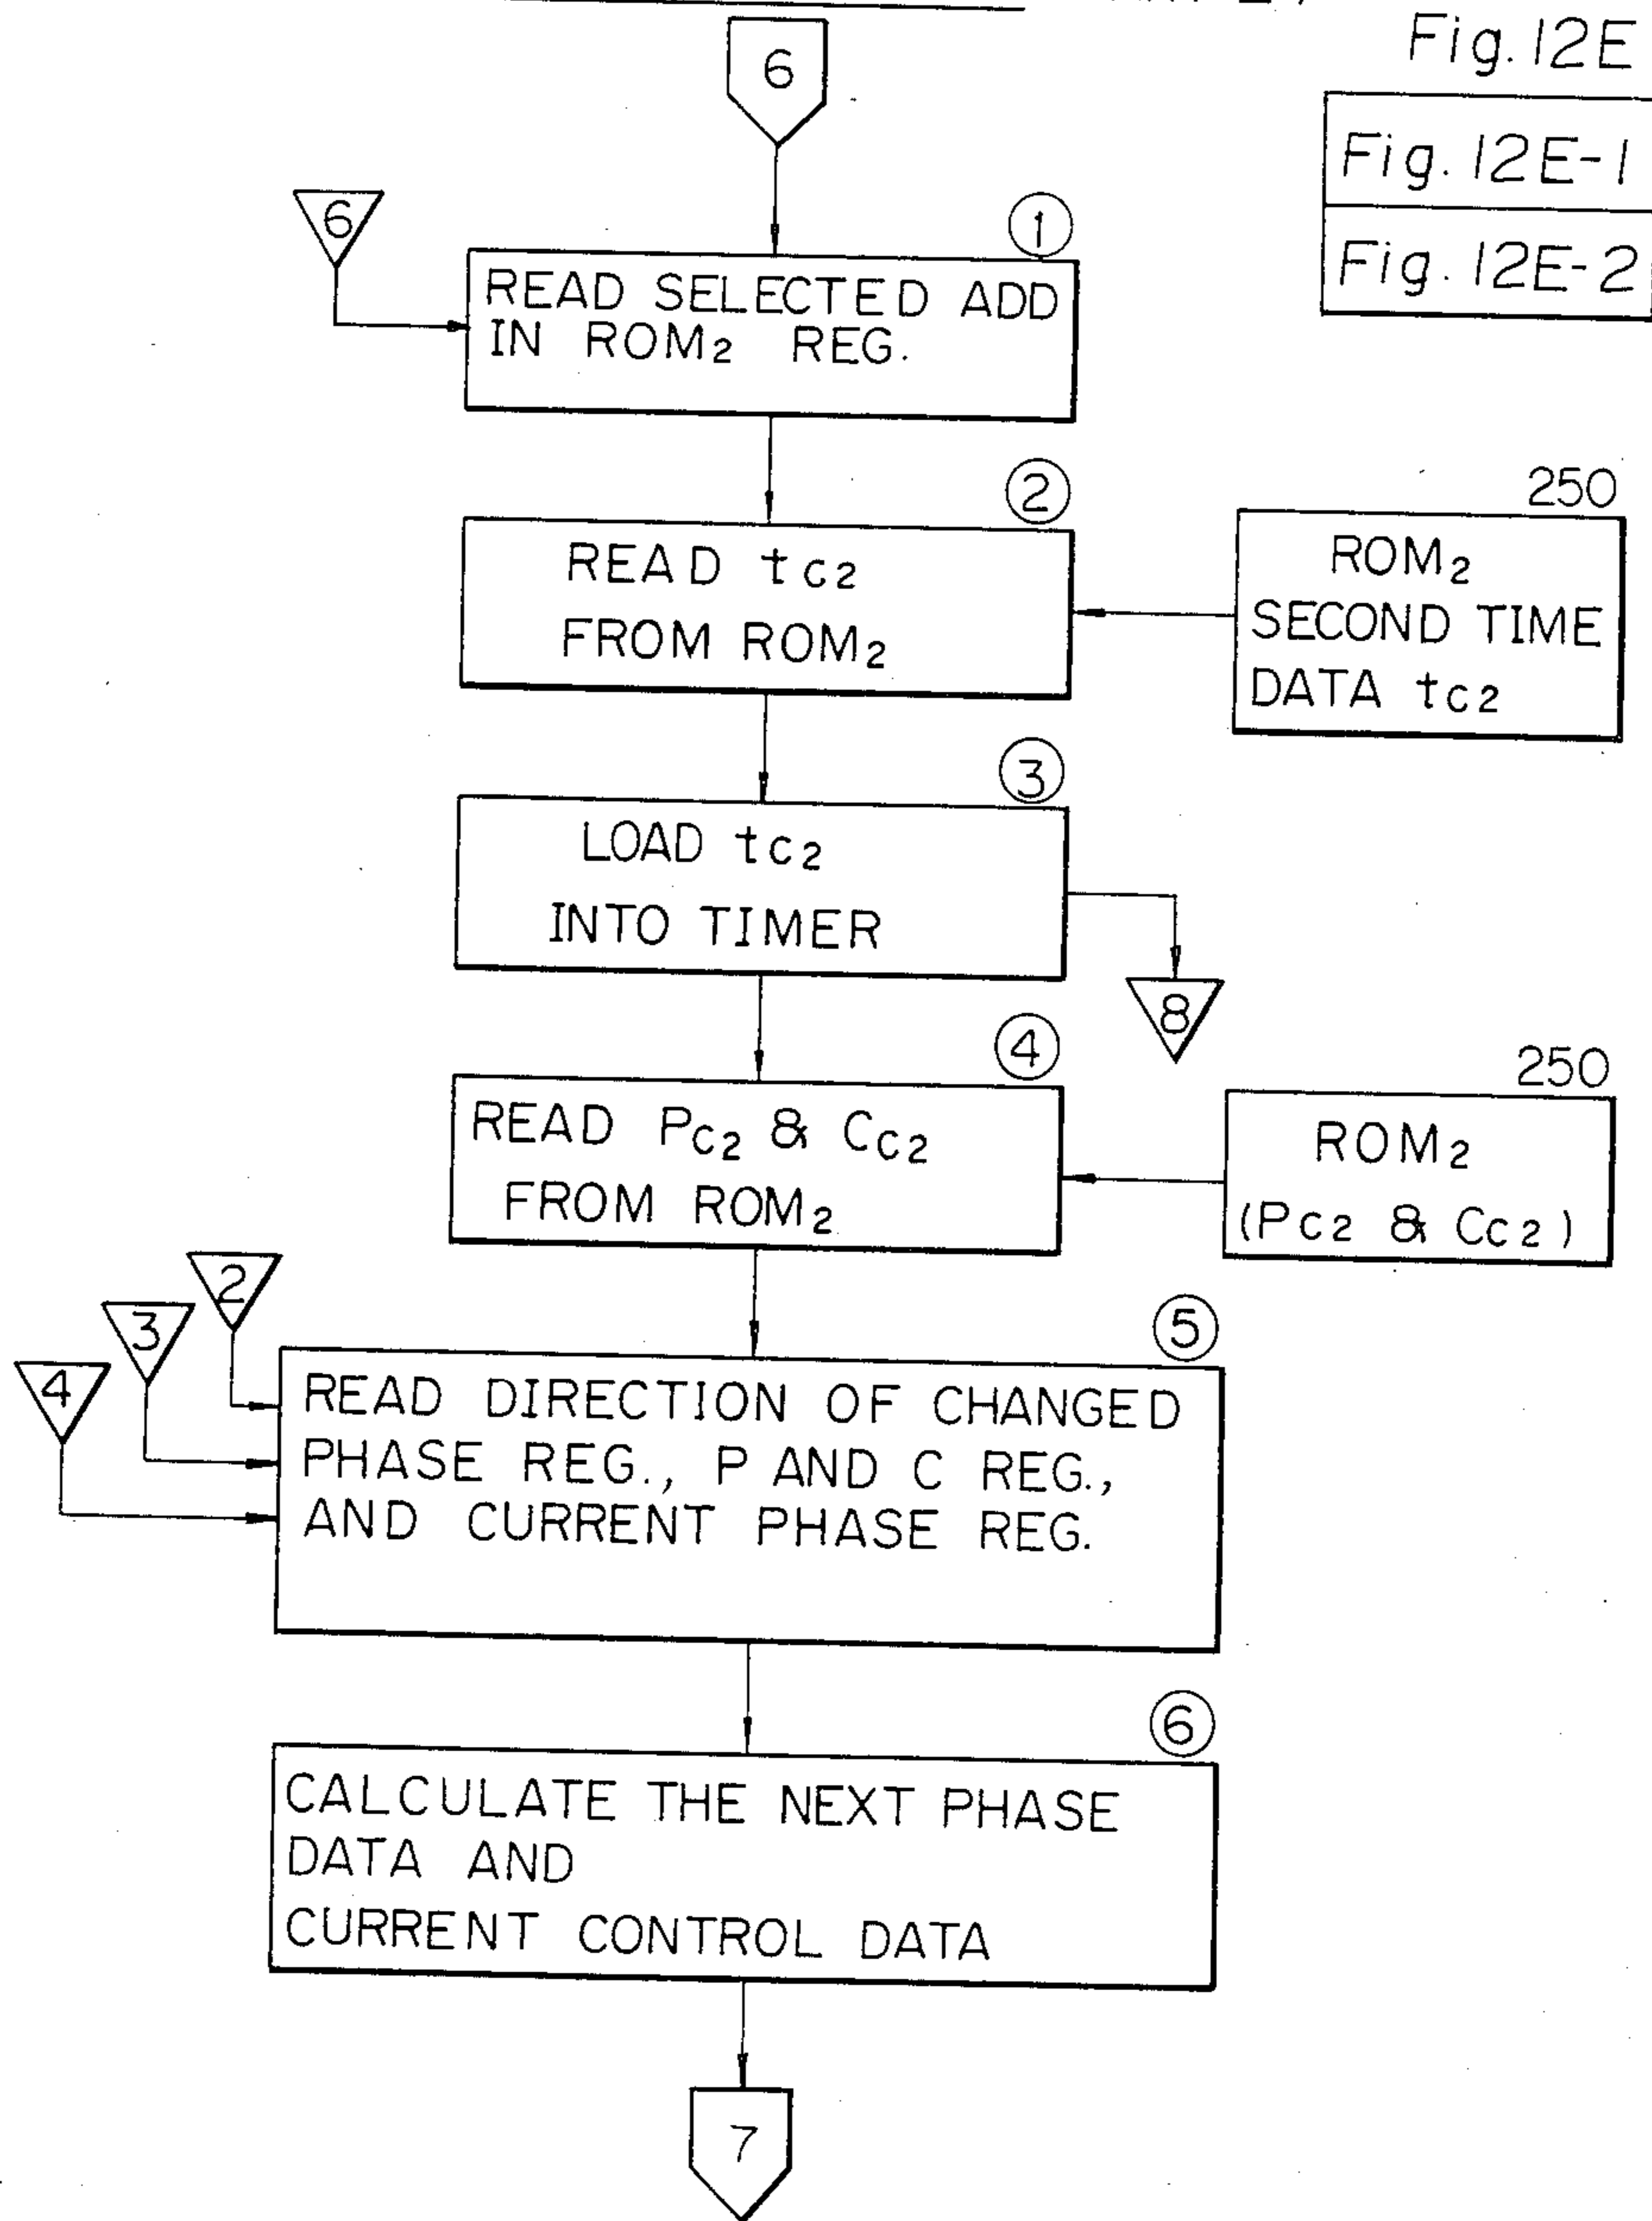 Fig. 12E
Fig. 12E-1
Fig. 12E-2
6
6
①
READ SELECTED ADD
IN ROM₂ REG.
②
READ tc₂
FROM ROM₂
250
ROM₂
SECOND TIME
DATA tc₂
③
LOAD tc₂
INTO TIMER
8
④
READ Pc₂ & Cc₂
FROM ROM₂
250
ROM₂
(Pc₂ & Cc₂)
2
3
4
⑤
READ DIRECTION OF CHANGED
PHASE REG., P AND C REG.,
AND CURRENT PHASE REG.
⑥
CALCULATE THE NEXT PHASE
DATA AND
CURRENT CONTROL DATA
7